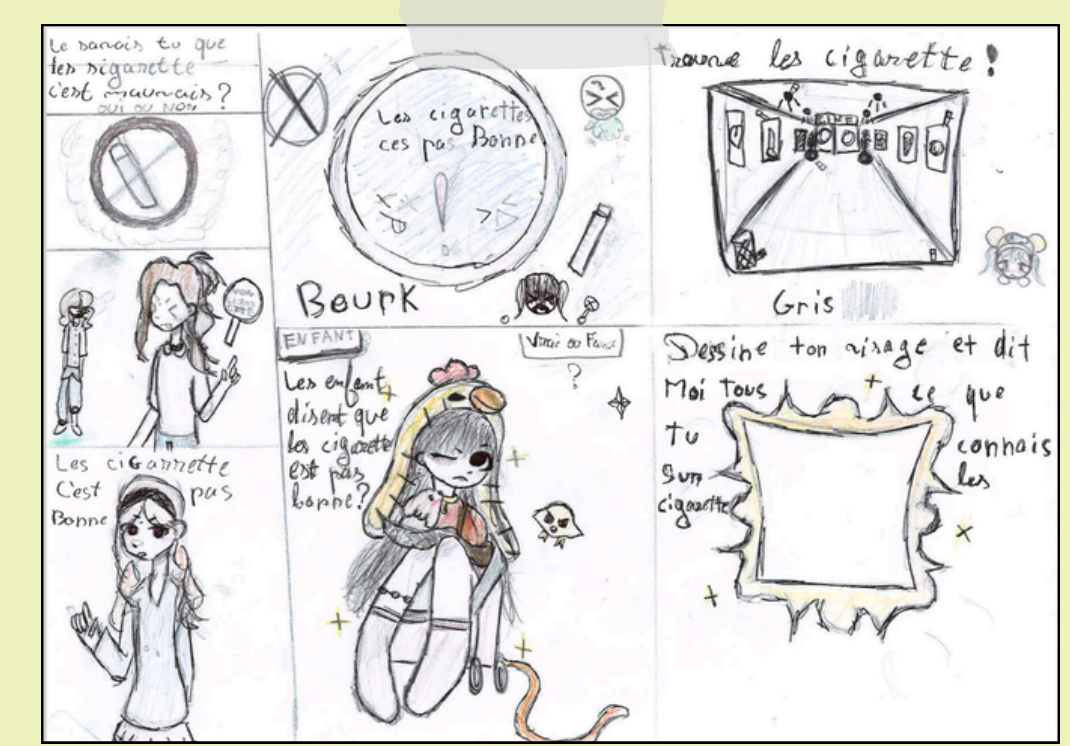 Le savais tu que
les sigarette
c'est mauvais?
OUI OU NON
NON
Les cigarrette
C'est pas
Bonne
Les cigarettes
ces pas Bonne
Beurk
Trouve les cigarette!
Gris
ENFANT
Les enfant
disent que
les cigarette
est pas
bonne?
Vrai ou Faux
?
Dessine ton visage et dit
Moi Tous ce que
tu connais
sur les
cigarette